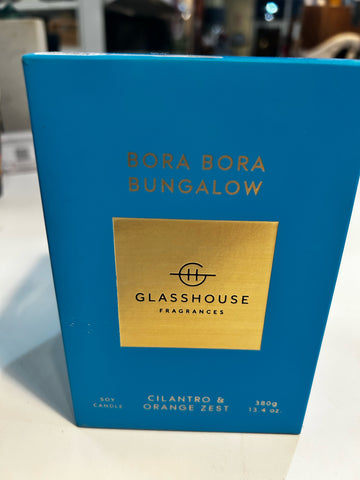 BORA BORA
BUNGALOW
GLASSHOUSE
FRAGRANCES
SOY
CANDLE
CILANTRO &
ORANGE ZEST
380g
13.4 oz.